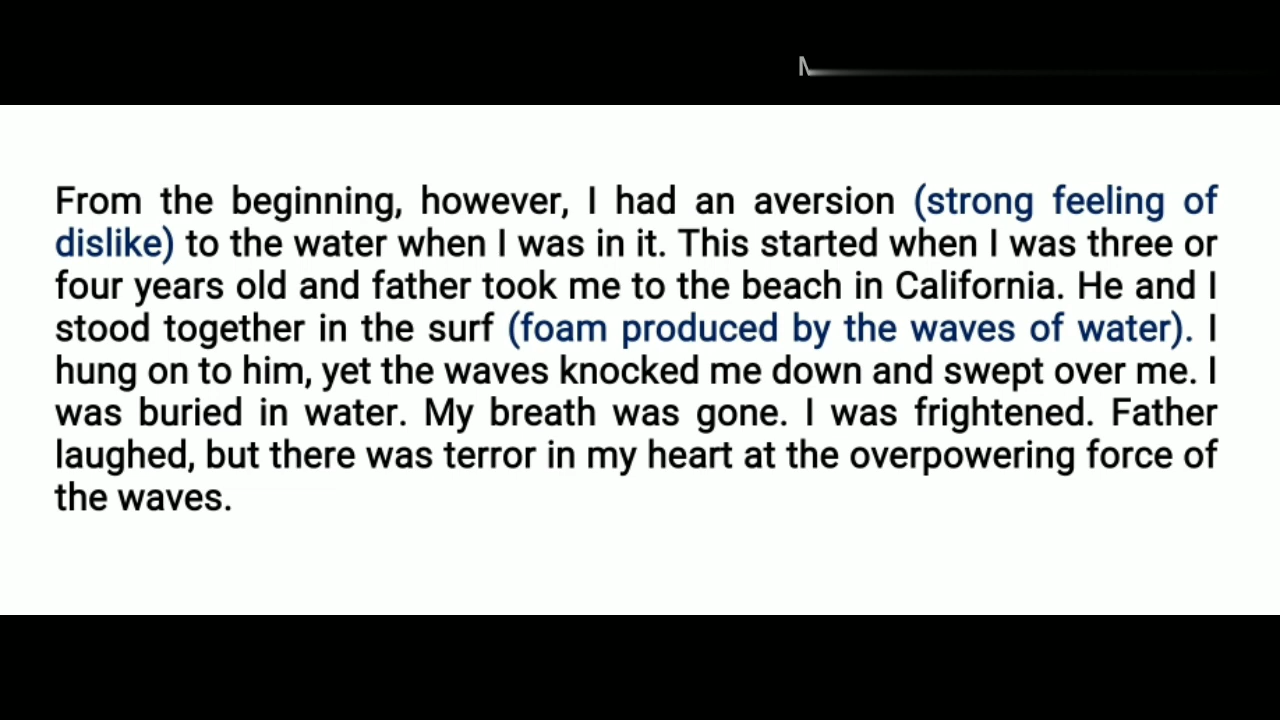 From the beginning, however, I had an aversion (strong feeling of
dislike) to the water when I was in it. This started when I was three or
four years old and father took me to the beach in California. He and I
stood together in the surf (foam produced by the waves of water). I
hung on to him, yet the waves knocked me down and swept over me. I
was buried in water. My breath was gone. I was frightened. Father
laughed, but there was terror in my heart at the overpowering force of
the waves.